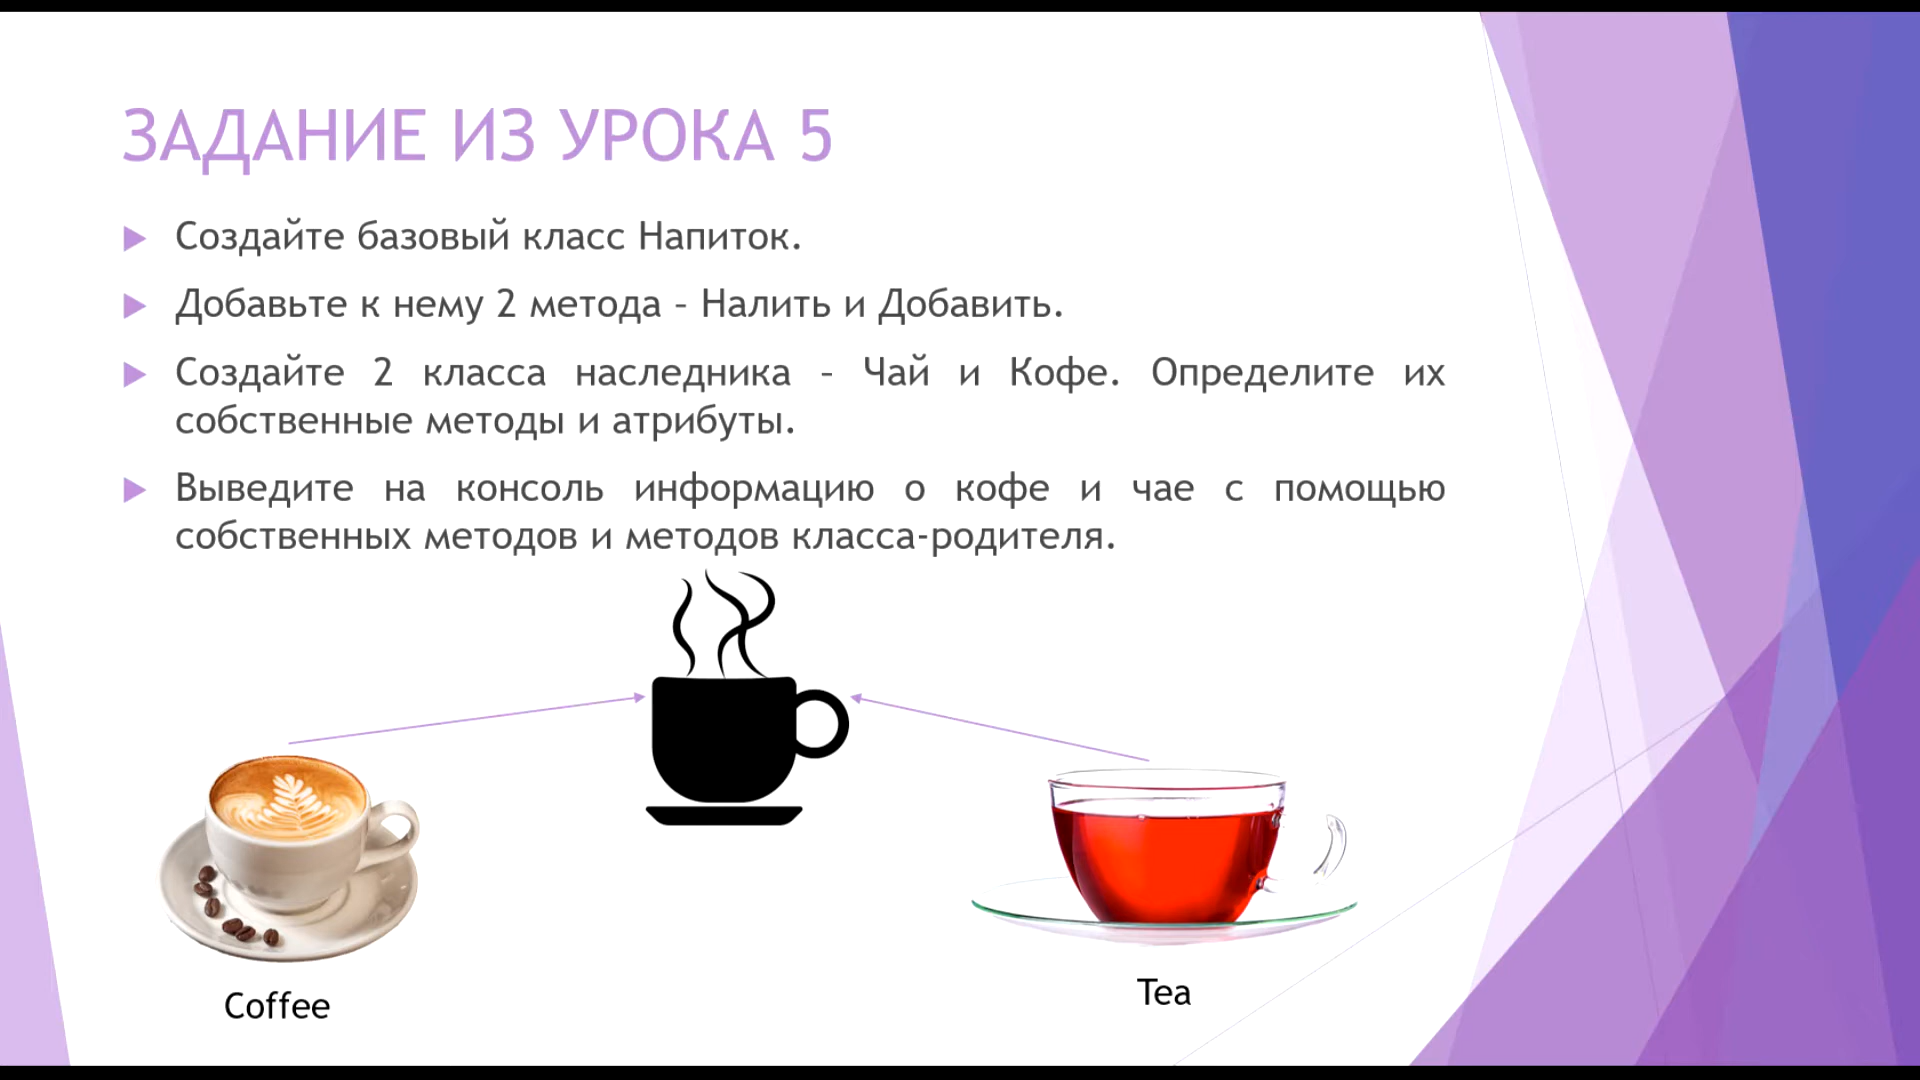 ЗАДАНИЕ ИЗ УРОКА 5
Создайте базовый класс Напиток.
Добавьте к нему 2 метода – Налить и Добавить.
Создайте 2 класса наследника – Чай и Кофе. Определите их
собственные методы и атрибуты.
Выведите на консоль информацию о кофе и чае с помощью
собственных методов и методов класса-родителя.
Coffee
Tea